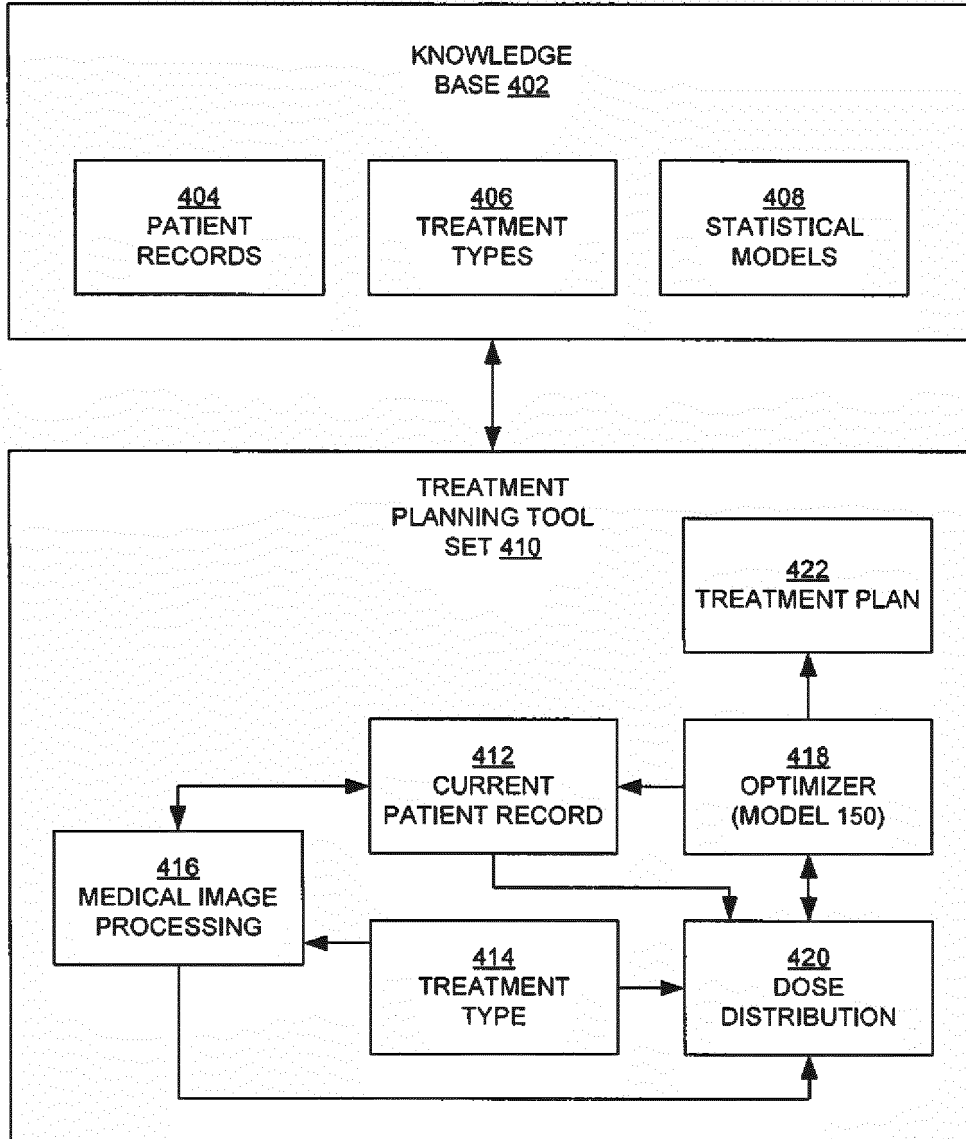 KNOWLEDGE
BASE 402
404
PATIENT
RECORDS
406
TREATMENT
TYPES
408
STATISTICAL
MODELS
TREATMENT
PLANNING TOOL
SET 410
422
TREATMENT PLAN
412
CURRENT
PATIENT RECORD
418
OPTIMIZER
(MODEL 150)
416
MEDICAL IMAGE
PROCESSING
414
TREATMENT
TYPE
420
DOSE
DISTRIBUTION